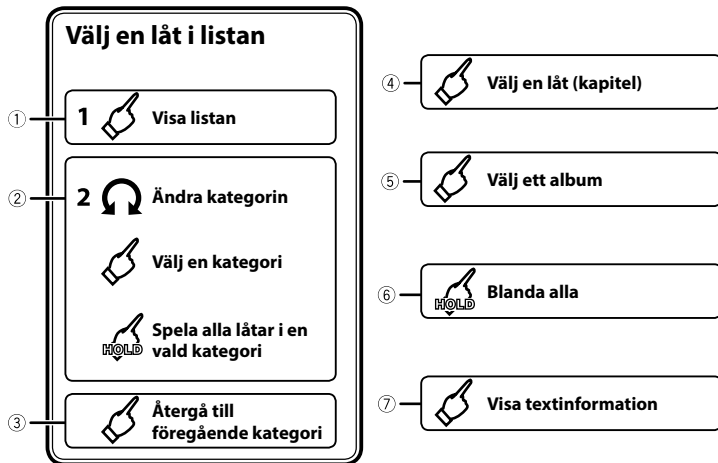 Välj en låt i listan
① 1 Visa listan
② 2 Ändra kategorin
Välj en kategori
HOLD Spela alla låtar i en
vald kategori
③ Återgå till
föregående kategori
④ Välj en låt (kapitel)
⑤ Välj ett album
⑥ HOLD Blanda alla
⑦ Visa textinformation